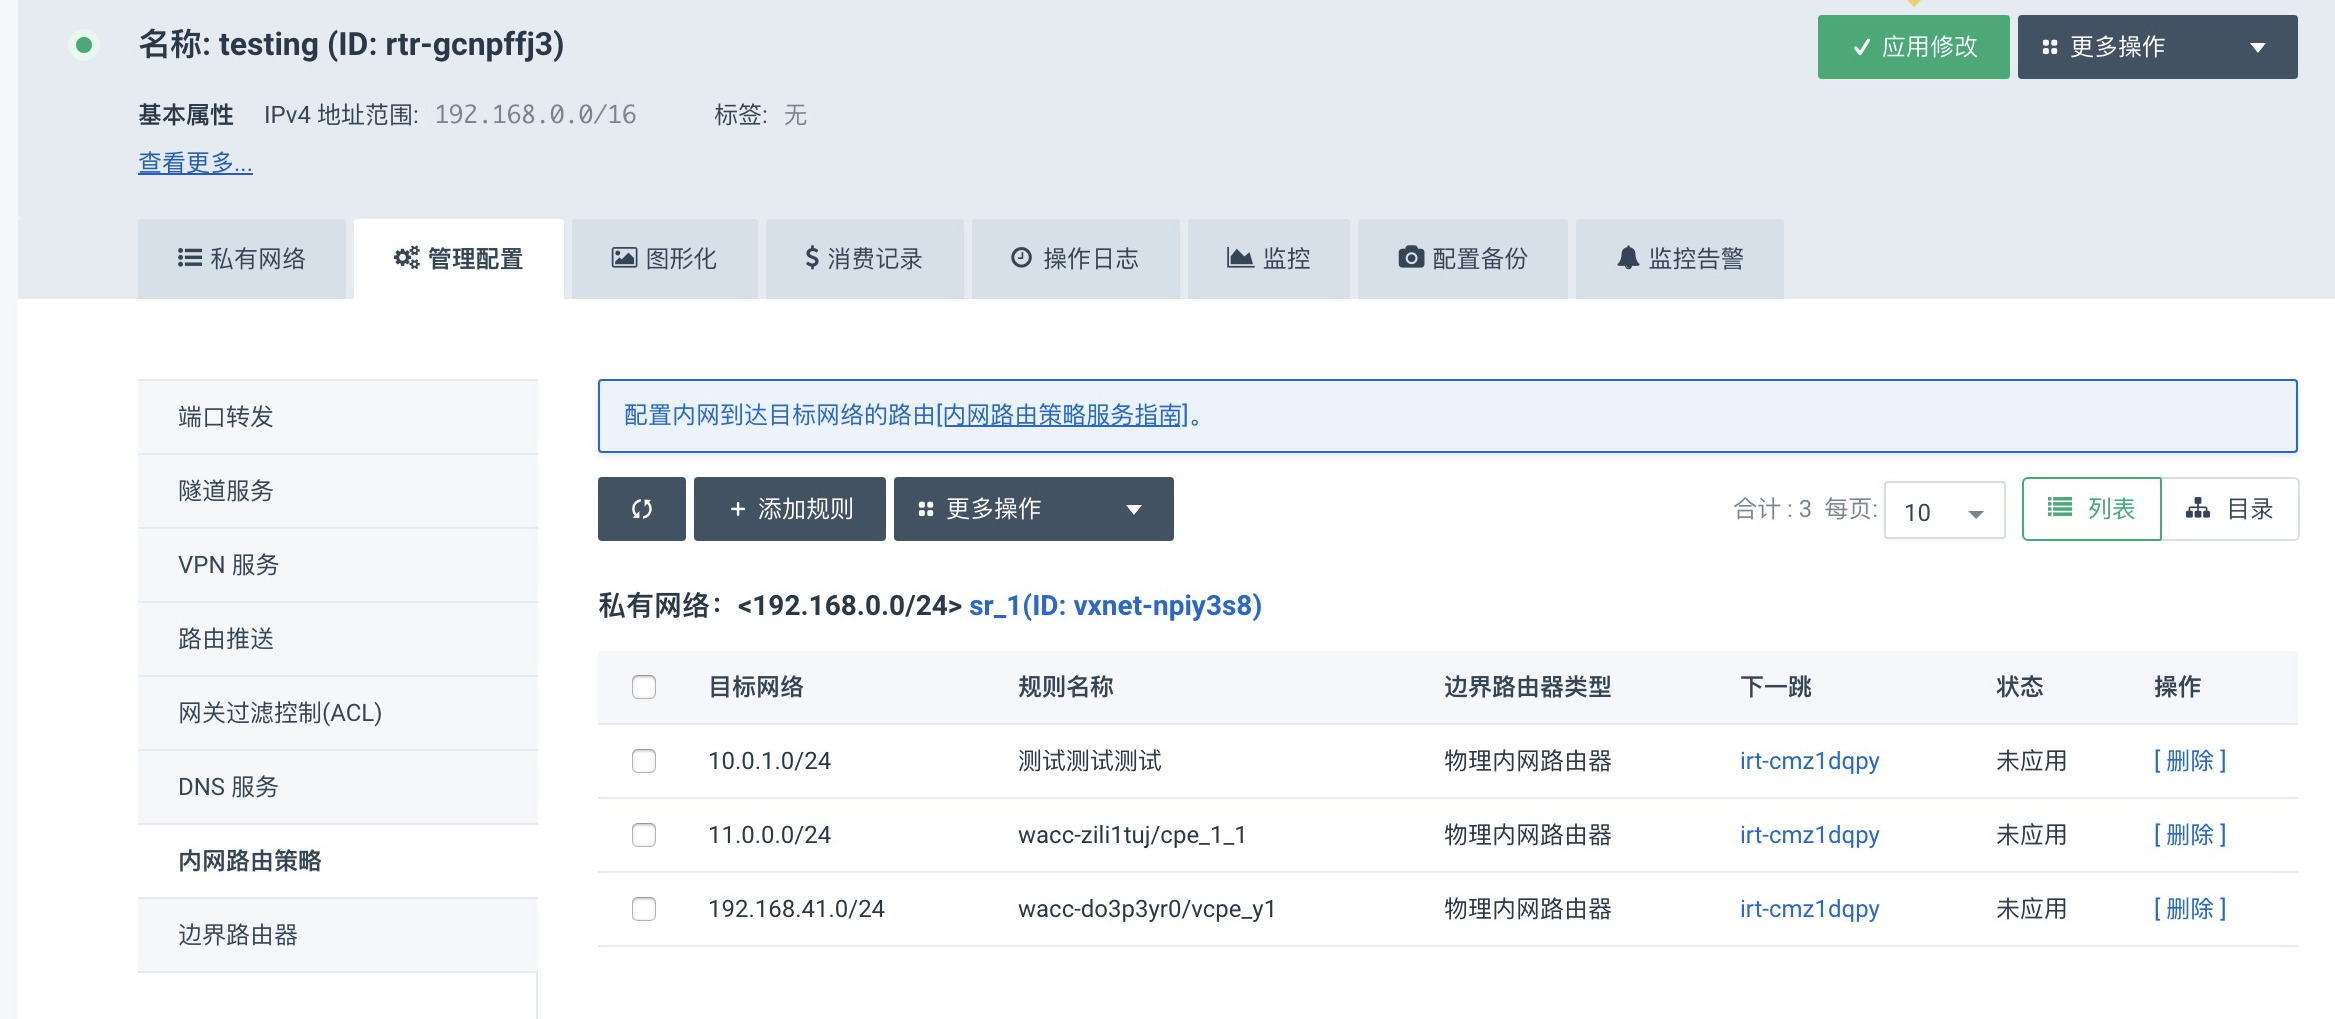 名称: testing (ID: rtr-gcnpffj3)
应用修改
更多操作
基本属性 IPv4 地址范围: 192.168.0.0/16 标签: 无
查看更多...
私有网络 管理配置 图形化 消费记录 操作日志 监控 配置备份 监控告警
端口转发
隧道服务
VPN 服务
路由推送
网关过滤控制(ACL)
DNS 服务
内网路由策略
边界路由器
配置内网到达目标网络的路由[内网路由策略服务指南]。
+ 添加规则 更多操作 合计 : 3 每页: 10 列表 目录
私有网络：<192.168.0.0/24> sr_1(ID: vxnet-npiy3s8)
目标网络 规则名称 边界路由器类型 下一跳 状态 操作
10.0.1.0/24 测试测试测试 物理内网路由器 irt-cmz1dqpy 未应用 [ 删除 ]
11.0.0.0/24 wacc-zili1tuj/cpe_1_1 物理内网路由器 irt-cmz1dqpy 未应用 [ 删除 ]
192.168.41.0/24 wacc-do3p3yr0/vcpe_y1 物理内网路由器 irt-cmz1dqpy 未应用 [ 删除 ]